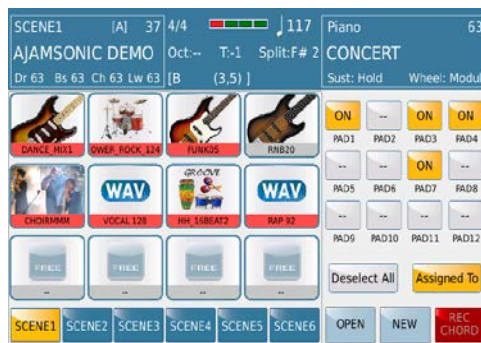 SCENE1 [A] 37 4/4 117 Piano 63
AJAMSONIC DEMO Oct:-- T:-1 Split:F# 2 CONCERT
Dr 63 Bs 63 Ch 63 Lw 63 [B (3,5) ] Sust: Hold Wheel: Modul
DANCE_MIX1 OWER_ROCK_124 FUNK05 RNB20
ON -- ON ON
PAD1 PAD2 PAD3 PAD4
-- -- ON --
PAD5 PAD6 PAD7 PAD8
WAV GROOVE WAV
CHOIRMMM VOCAL 128 HH_16BEAT2 RAP 92
-- -- -- --
PAD9 PAD10 PAD11 PAD12
FREE FREE FREE FREE
-- -- -- --
Deselect All Assigned To
SCENE1 SCENE2 SCENE3 SCENE4 SCENE5 SCENE6 OPEN NEW REC
CHORD